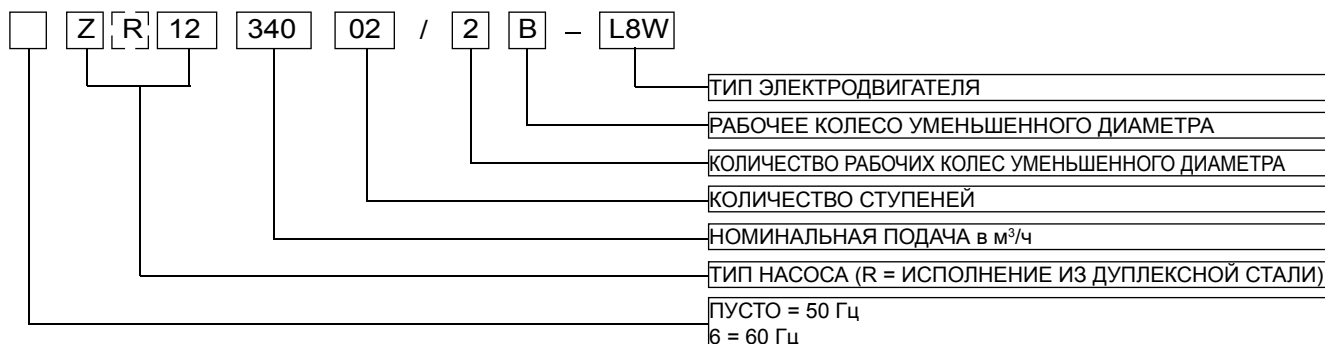 Z R 12 340 02 / 2 B – L8W
ТИП ЭЛЕКТРОДВИГАТЕЛЯ
РАБОЧЕЕ КОЛЕСО УМЕНЬШЕННОГО ДИАМЕТРА
КОЛИЧЕСТВО РАБОЧИХ КОЛЕС УМЕНЬШЕННОГО ДИАМЕТРА
КОЛИЧЕСТВО СТУПЕНЕЙ
НОМИНАЛЬНАЯ ПОДАЧА в м³/ч
ТИП НАСОСА (R = ИСПОЛНЕНИЕ ИЗ ДУПЛЕКСНОЙ СТАЛИ)
ПУСТО = 50 Гц
6 = 60 Гц